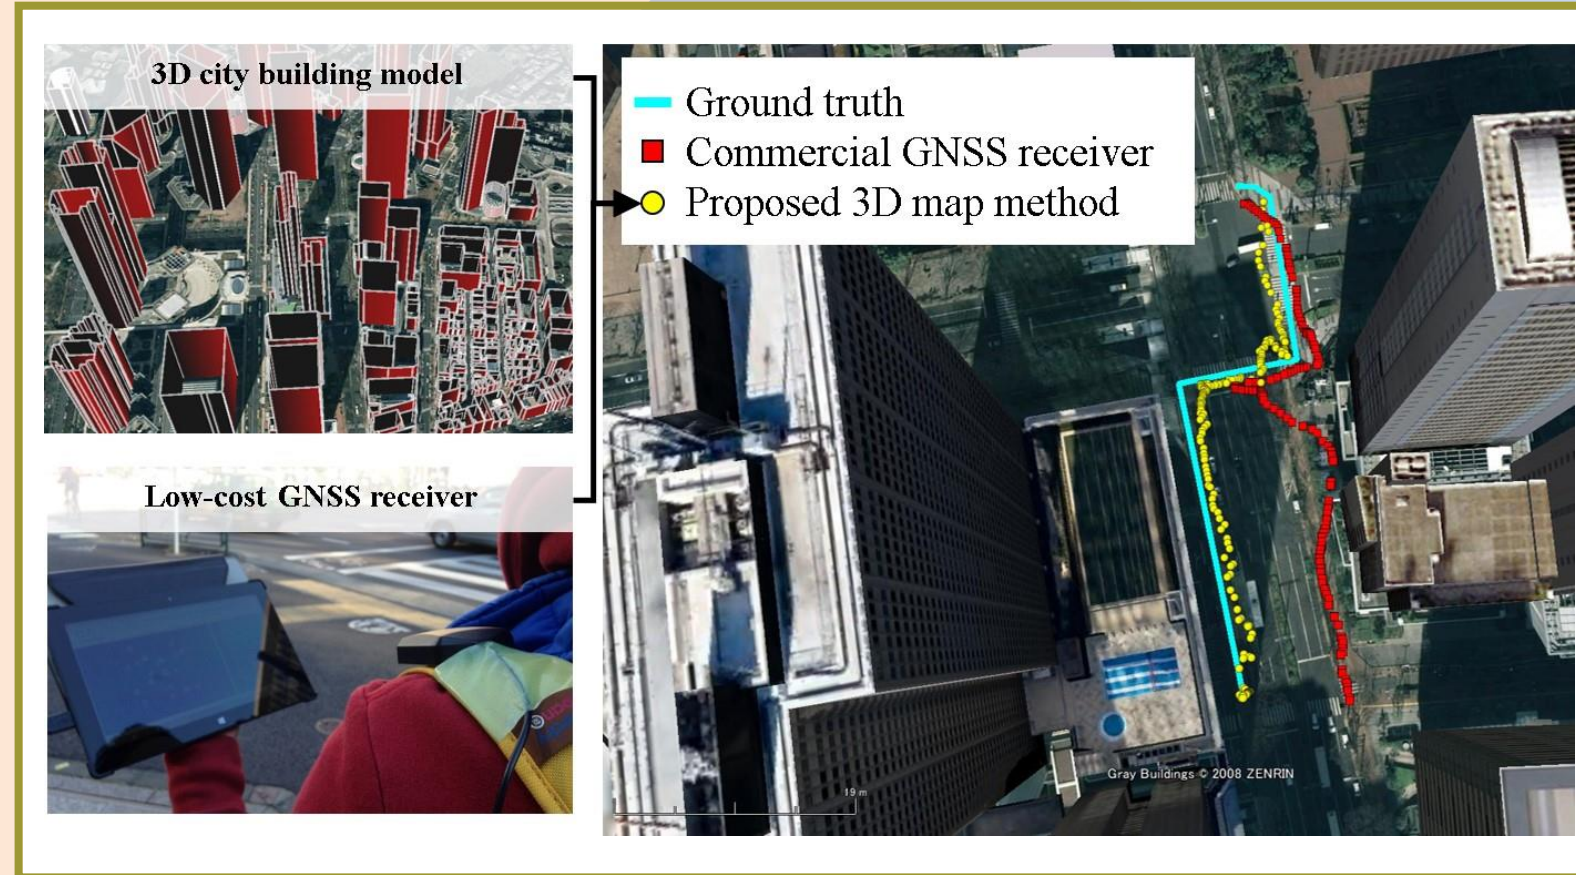 3D city building model
Low-cost GNSS receiver
Ground truth
Commercial GNSS receiver
Proposed 3D map method
Gray Buildings © 2008 ZENRIN
19 m